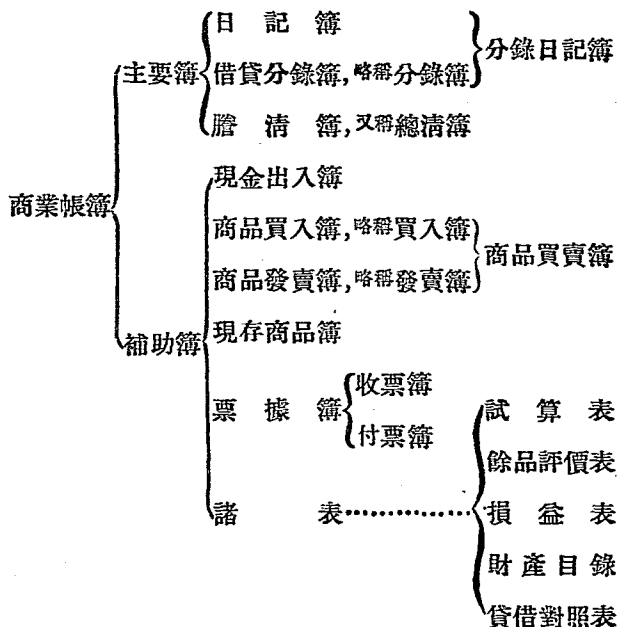 日記簿
分錄日記簿
主要簿
借貸分錄簿,略稱分錄簿
謄清簿,又稱總清簿
商業帳簿
現金出入簿
商品買入簿,略稱買入簿
商品買賣簿
商品發賣簿,略稱發賣簿
補助簿
現存商品簿
票據簿
收票簿
付票簿
諸表
試算表
餘品評價表
損益表
財產目錄
貸借對照表